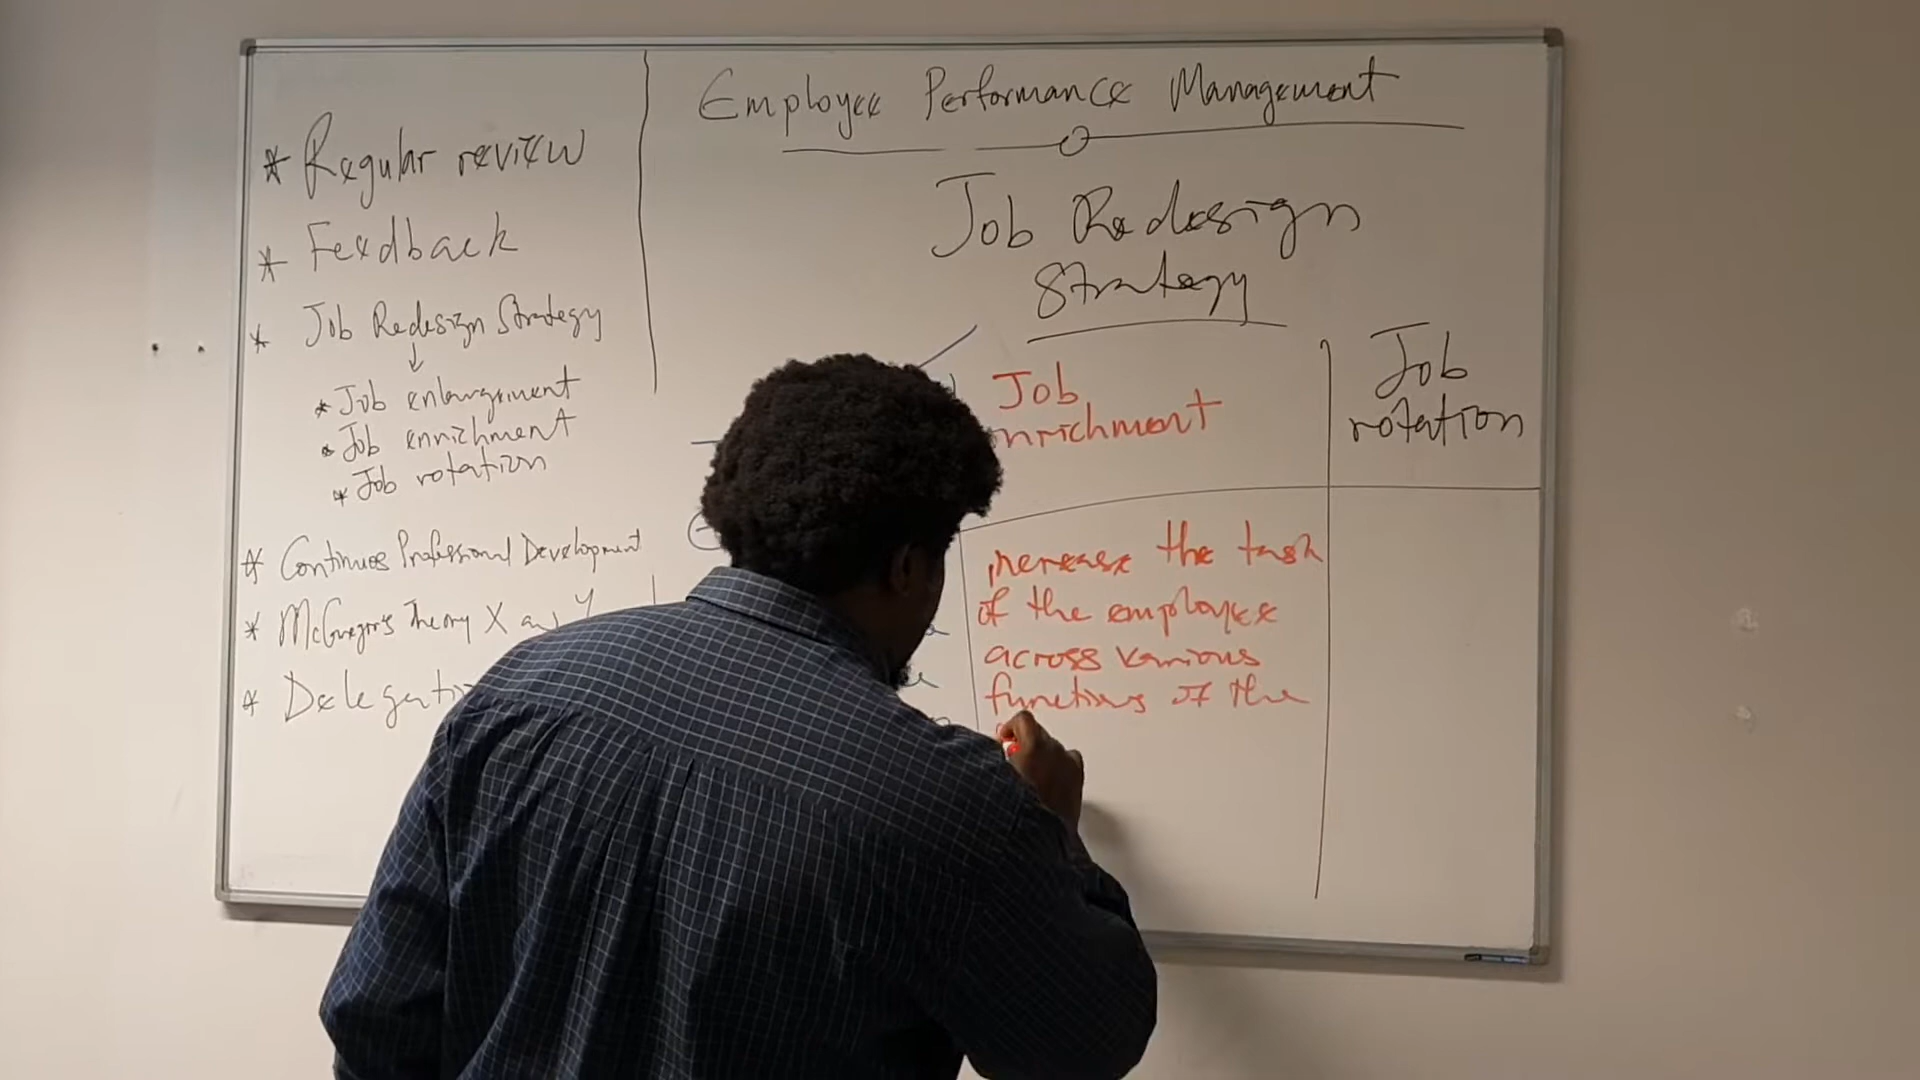 * Regular review
* Feedback
* Job Redesign Strategy
* Job enlargement
* Job enrichment
* Job rotation
* Continues Professional Development
* McGregor's Theory X and Y
* Delegatio
Employee Performance Management
Job Redesign
Strategy
Job
nrichment
increase the task
of the employee
across various
functions of the
Job
rotation